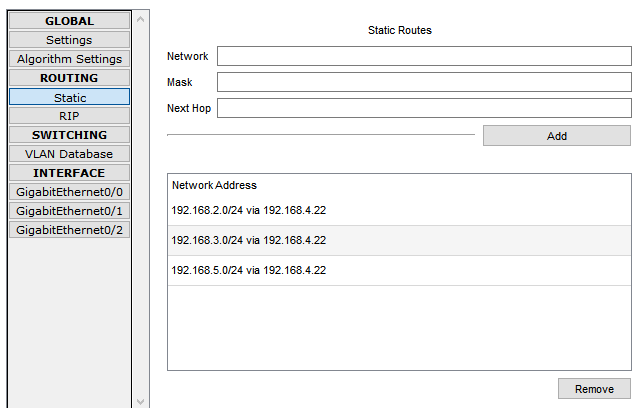 GLOBAL
Settings
Algorithm Settings
ROUTING
Static
RIP
SWITCHING
VLAN Database
INTERFACE
GigabitEthernet0/0
GigabitEthernet0/1
GigabitEthernet0/2
Static Routes
Network
Mask
Next Hop
Add
Network Address
192.168.2.0/24 via 192.168.4.22
192.168.3.0/24 via 192.168.4.22
192.168.5.0/24 via 192.168.4.22
Remove